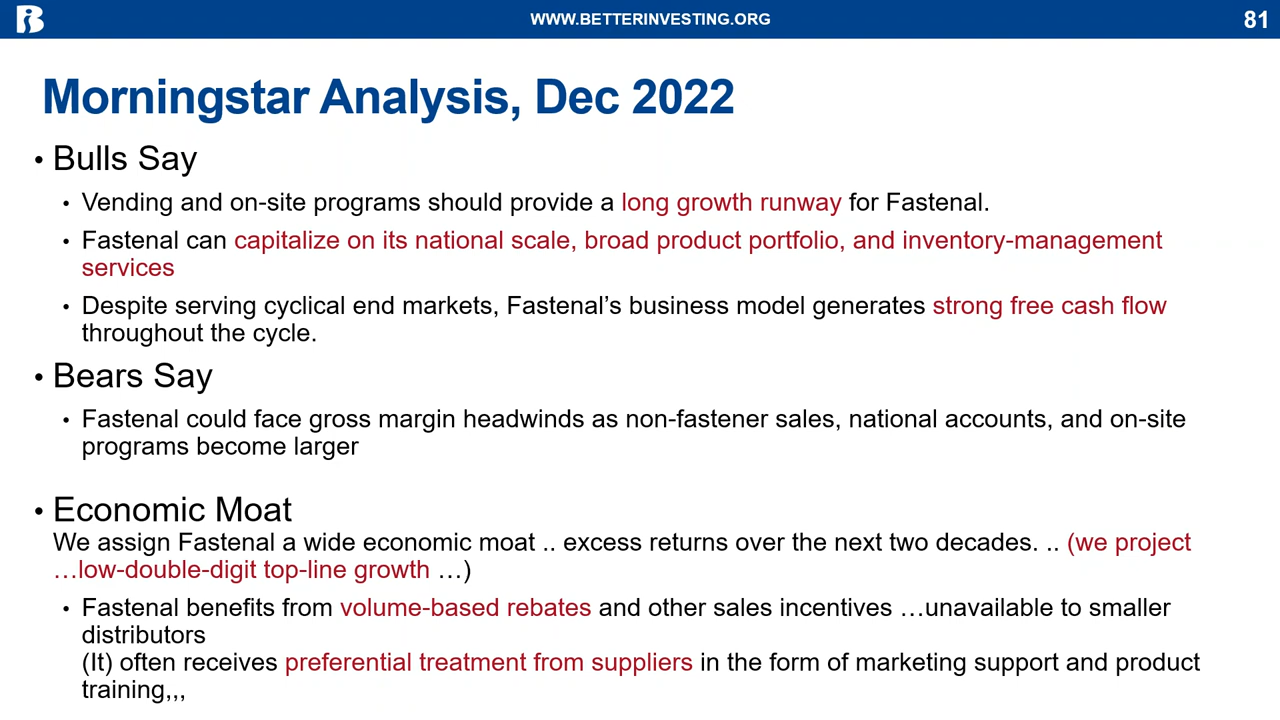 WWW.BETTERINVESTING.ORG
81
Morningstar Analysis, Dec 2022
• Bulls Say
• Vending and on-site programs should provide a long growth runway for Fastenal.
• Fastenal can capitalize on its national scale, broad product portfolio, and inventory-management
services
• Despite serving cyclical end markets, Fastenal’s business model generates strong free cash flow
throughout the cycle.
• Bears Say
• Fastenal could face gross margin headwinds as non-fastener sales, national accounts, and on-site
programs become larger
• Economic Moat
We assign Fastenal a wide economic moat .. excess returns over the next two decades. .. (we project
…low-double-digit top-line growth …)
• Fastenal benefits from volume-based rebates and other sales incentives …unavailable to smaller
distributors
(It) often receives preferential treatment from suppliers in the form of marketing support and product
training,,,